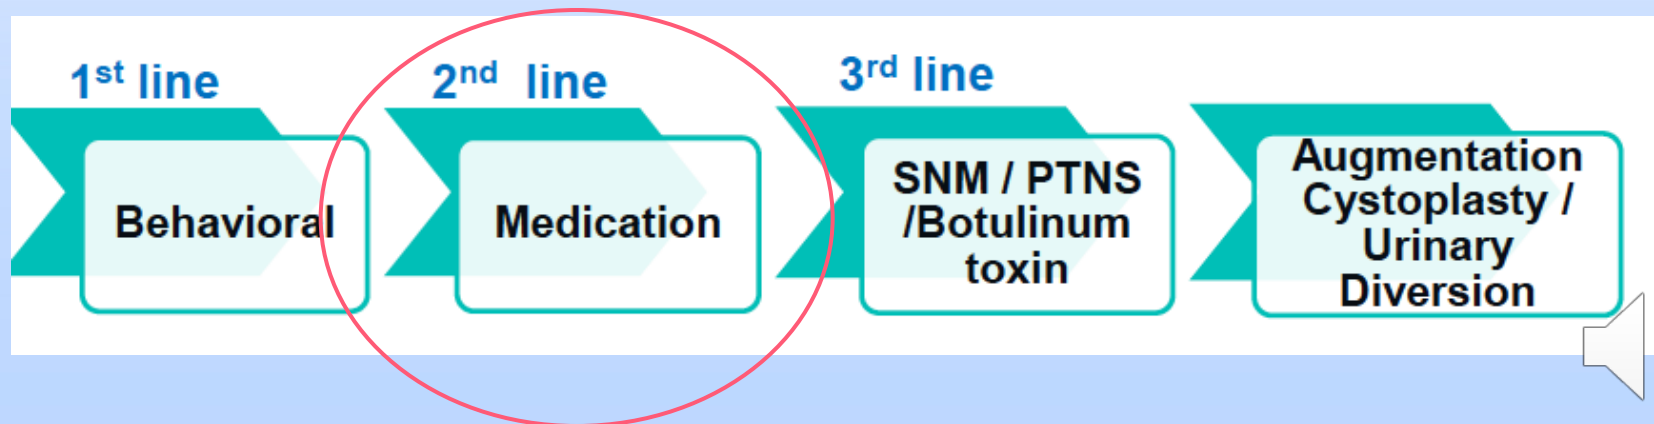 1st line
Behavioral
2nd line
Medication
3rd line
SNM / PTNS
/Botulinum
toxin
Augmentation
Cystoplasty /
Urinary
Diversion